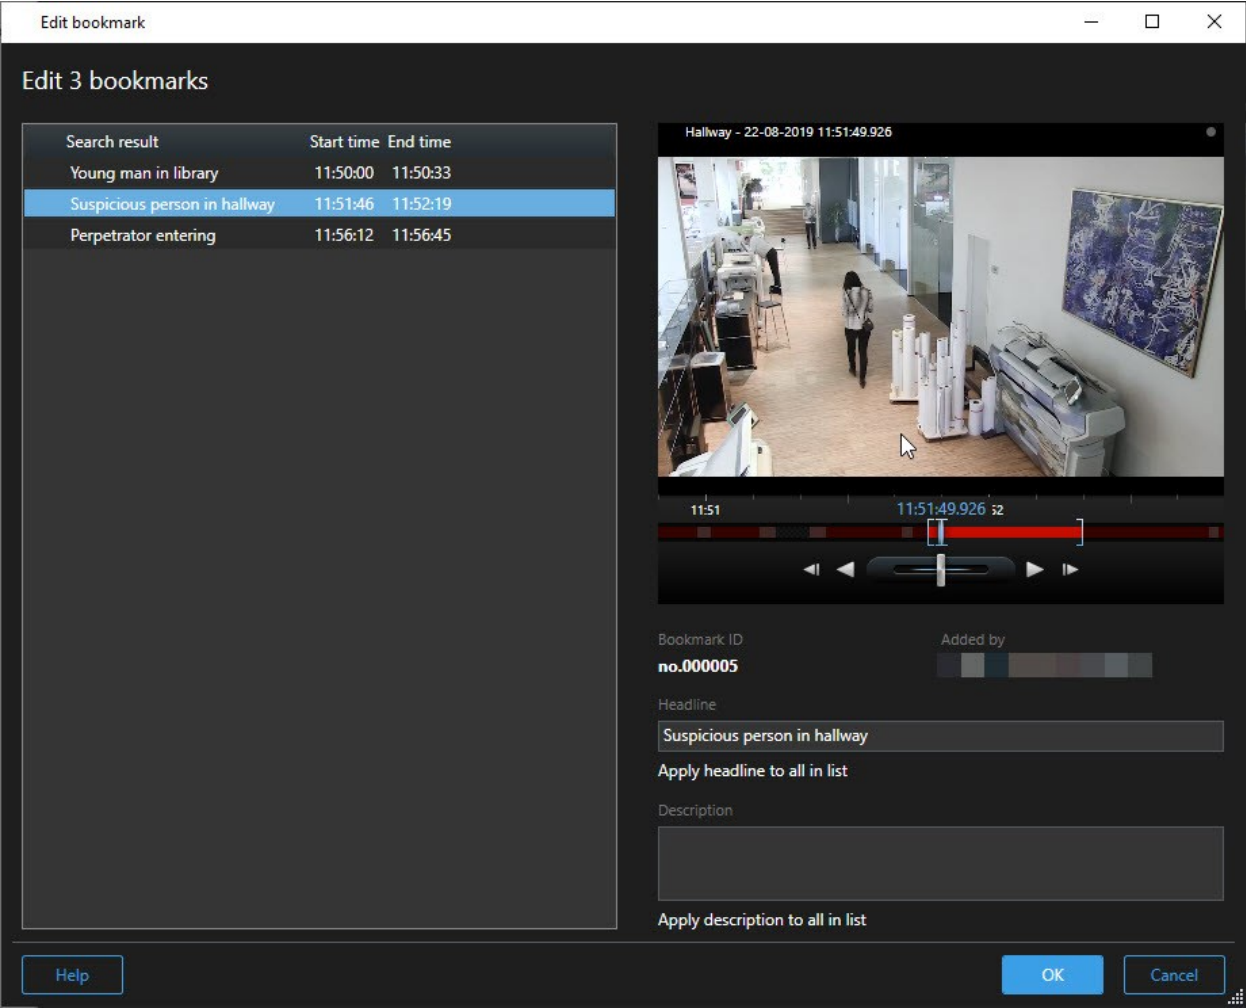 Edit bookmark
Edit 3 bookmarks
Search result Start time End time
Young man in library 11:50:00 11:50:33
Suspicious person in hallway 11:51:46 11:52:19
Perpetrator entering 11:56:12 11:56:45
Hallway - 22-08-2019 11:51:49.926
11:51 11:51:49.926 52
Bookmark ID Added by
no.000005
Headline
Suspicious person in hallway
Apply headline to all in list
Description
Apply description to all in list
Help OK Cancel